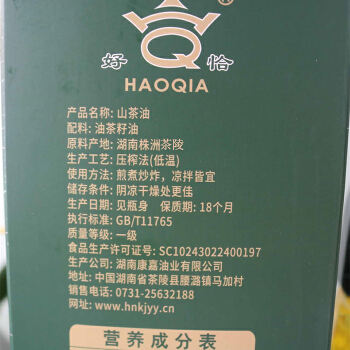 ®
好 恰
HAOQIA
产品名称: 山茶油
配料: 油茶籽油
原料产地: 湖南株洲茶陵
生产工艺: 压榨法(低温)
使用方法: 煎煮炒炸，凉拌皆宜
储存条件: 阴凉干燥处更佳
生产日期: 见瓶身 保质期: 18个月
执行标准: GB/T11765
质量等级: 一级
食品生产许可证号: SC10243022400197
生产公司: 湖南康嘉油业有限公司
地址: 中国湖南省茶陵县腰潞镇马加村
销售电话: 0731-25632188
网址: www.hnkjyy.cn
营养成分表